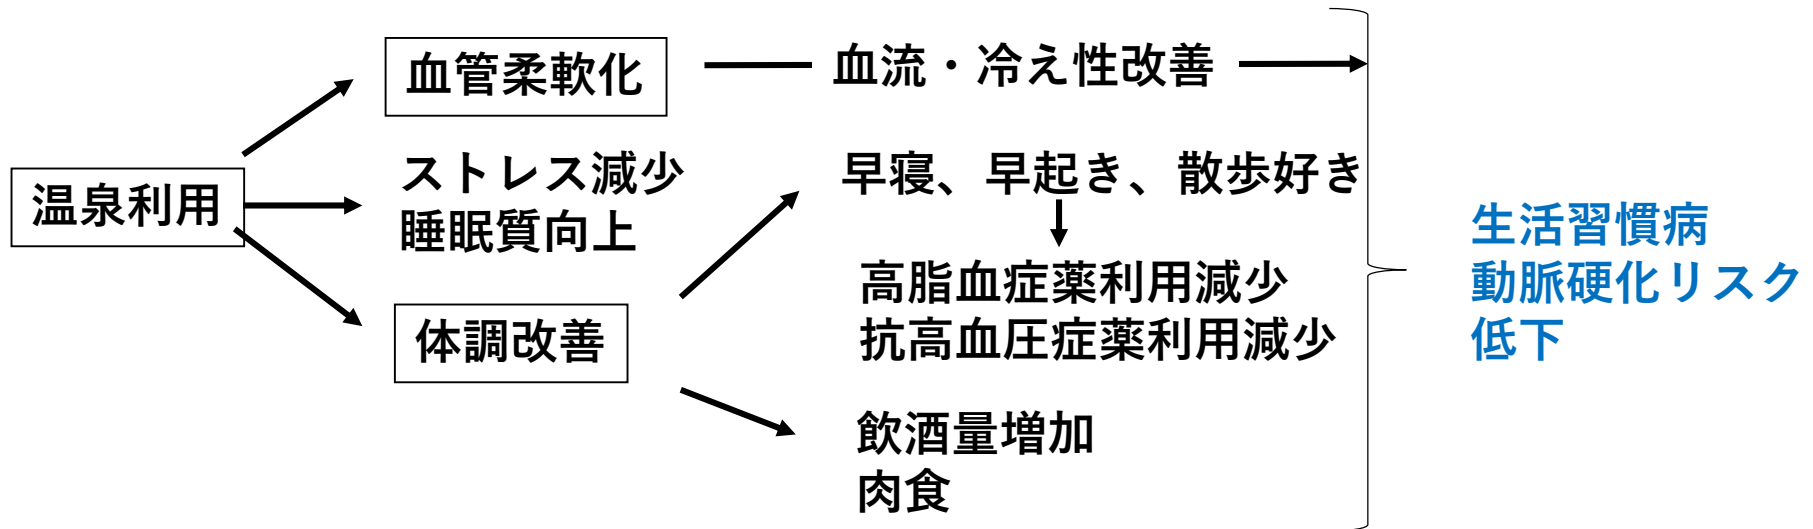 温泉利用
血管柔軟化
ストレス減少
睡眠質向上
体調改善
血流・冷え性改善
早寝、早起き、散歩好き
高脂血症薬利用減少
抗高血圧症薬利用減少
飲酒量増加
肉食
生活習慣病
動脈硬化リスク
低下